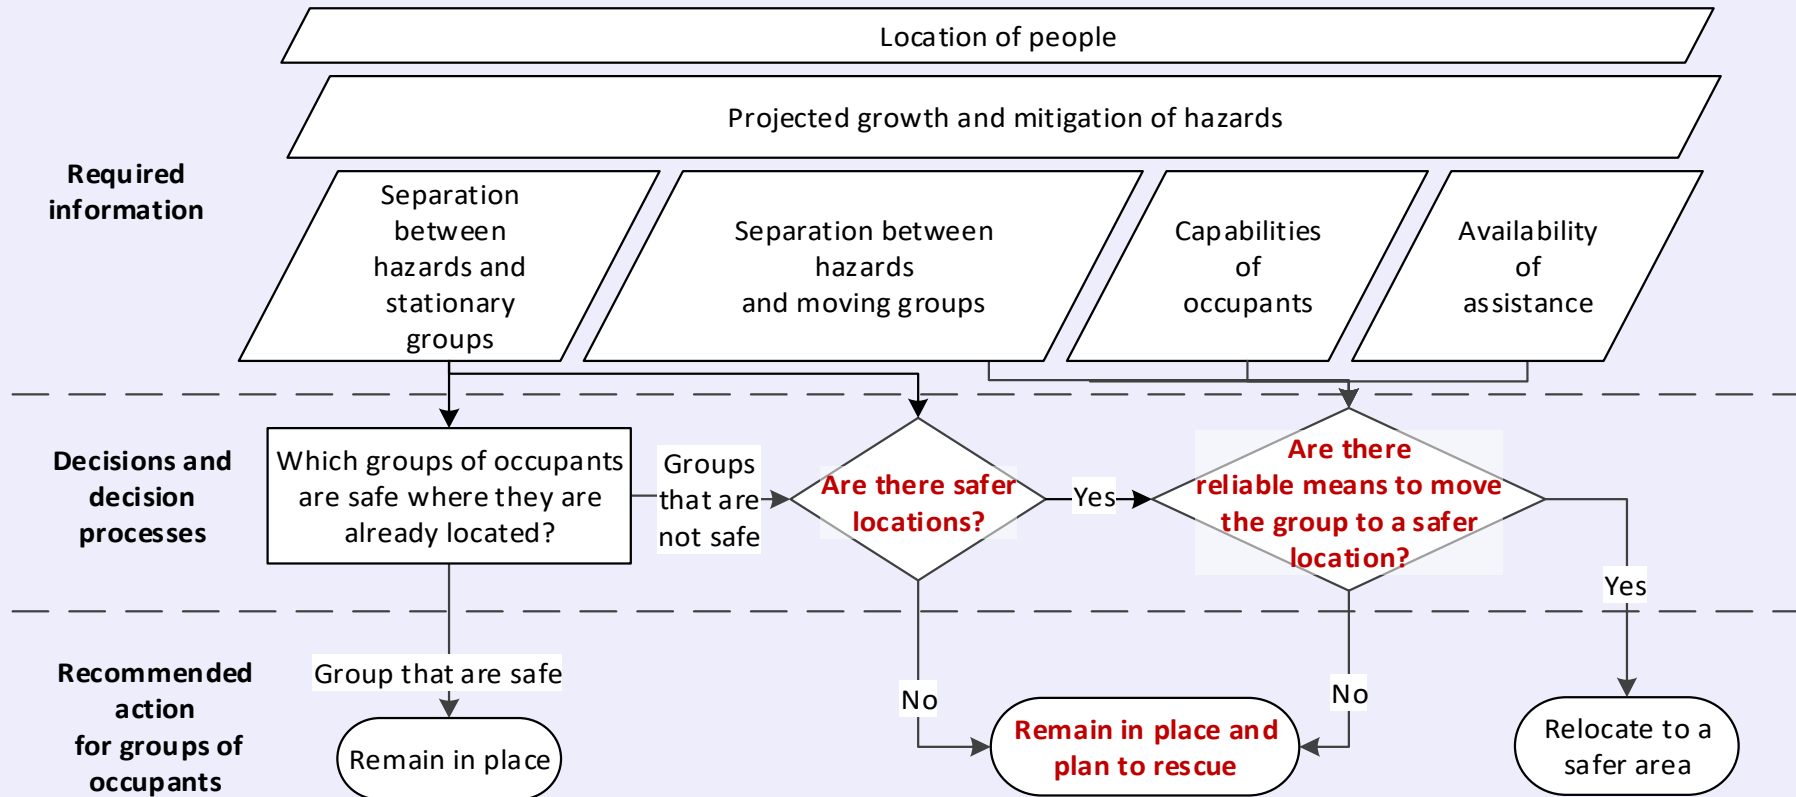 Location of people
Projected growth and mitigation of hazards
Required
information
Separation
between
hazards and
stationary
groups
Separation between
hazards
and moving groups
Capabilities
of
occupants
Availability
of
assistance
Decisions and
decision
processes
Which groups of occupants
are safe where they are
already located?
Groups
that are
not safe
Are there safer
locations?
Yes
Are there
reliable means to move
the group to a safer
location?
Yes
Recommended
action
for groups of
occupants
Group that are safe
Remain in place
No
Remain in place and
plan to rescue
No
Relocate to a
safer area